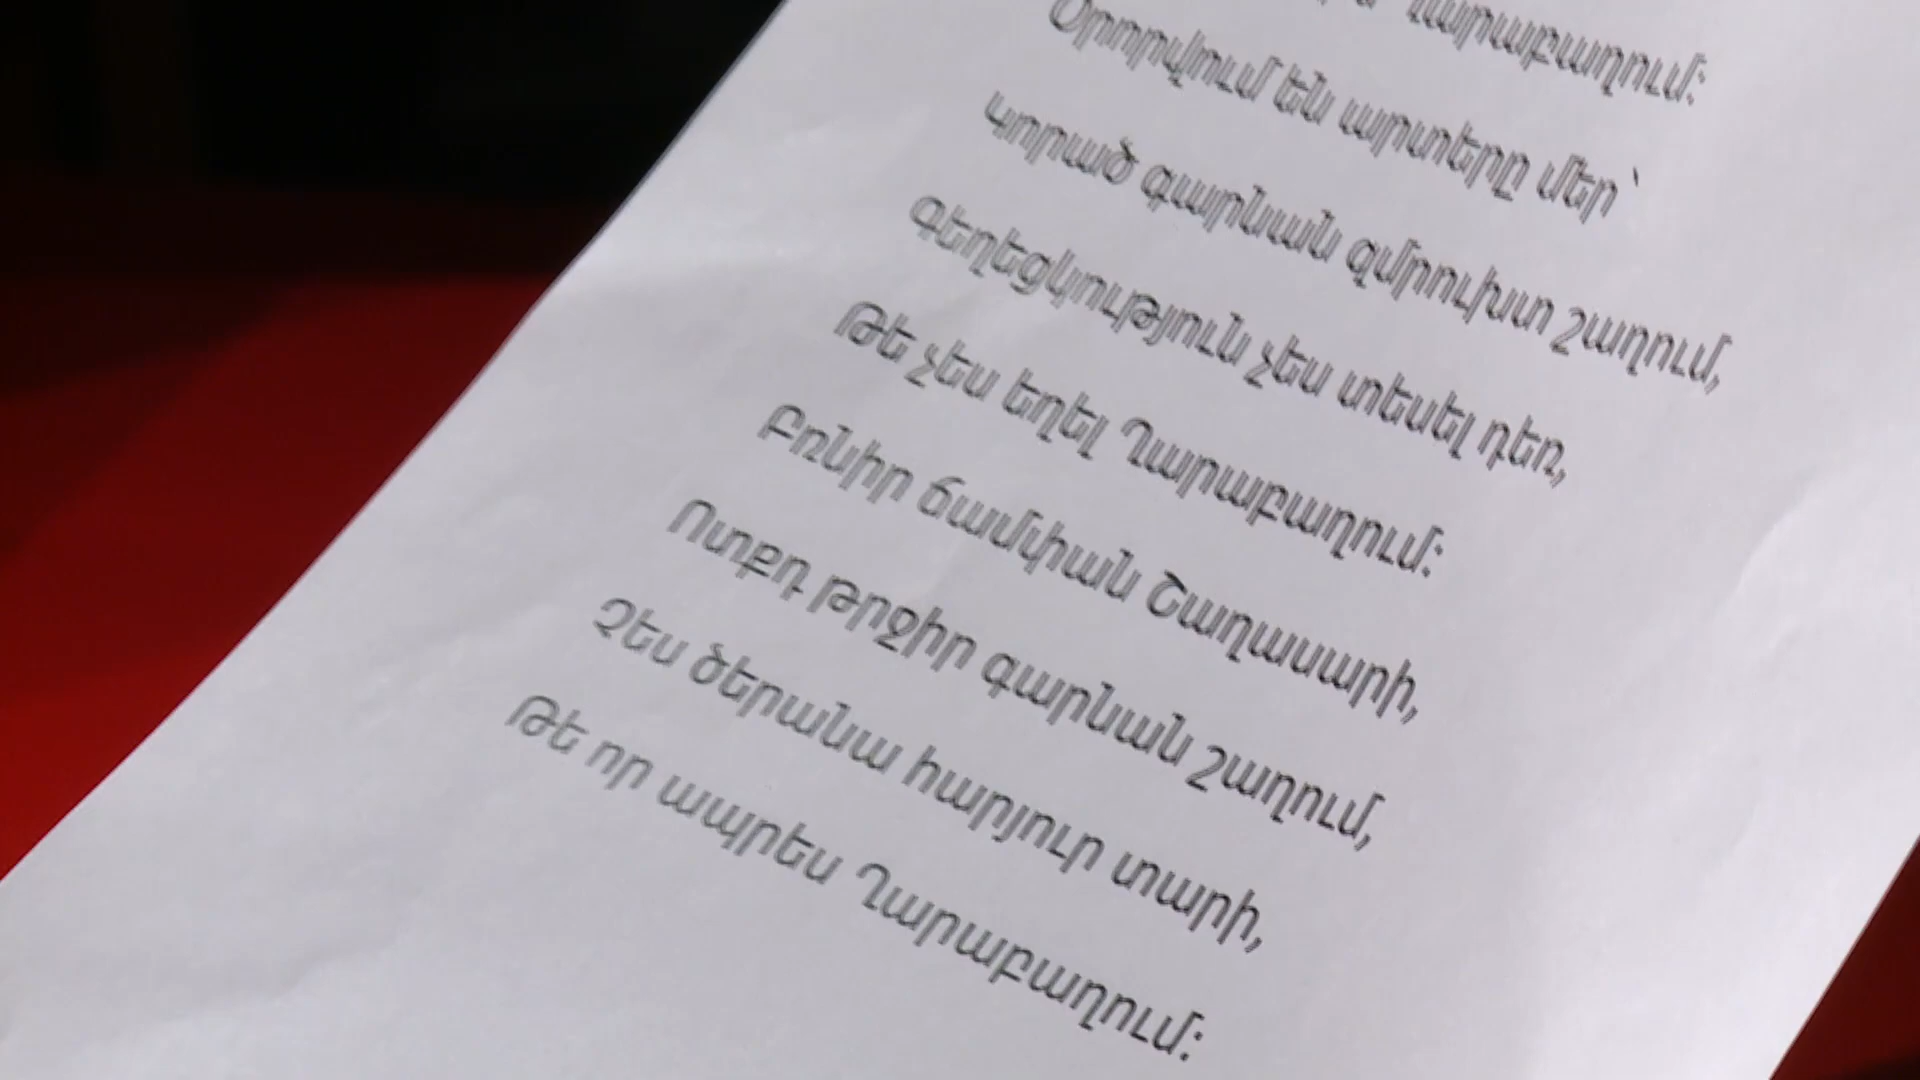 Ղարաբաղում:
Օրորվում են արտերը մեր՝
Կորած գարնան զմրուխտ շաղում,
Գեղեցկություն չես տեսել դեռ,
Թե չես եղել Ղարաբաղում:
Բռնիր ճամփան Շաղասարի,
Ոտքդ թրջիր գարնան շաղում,
Չես ծերանա հարյուր տարի,
Թե որ ապրես Ղարաբաղում: